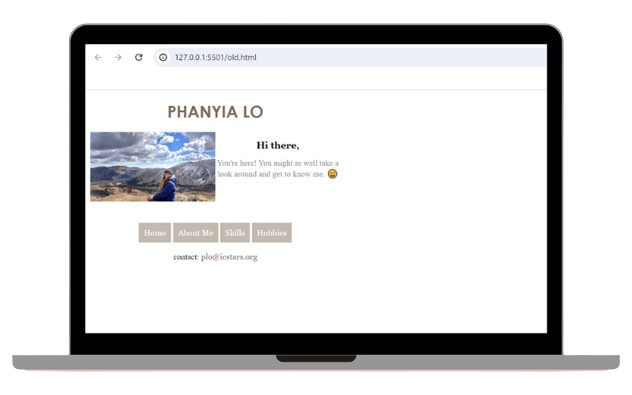 127.0.0.1:5501/old.html
PHANYIA LO
Hi there,
You're here! You might as well take a
look around and get to know me. 😄
Home About Me Skills Hobbies
contact: plo@icstars.org